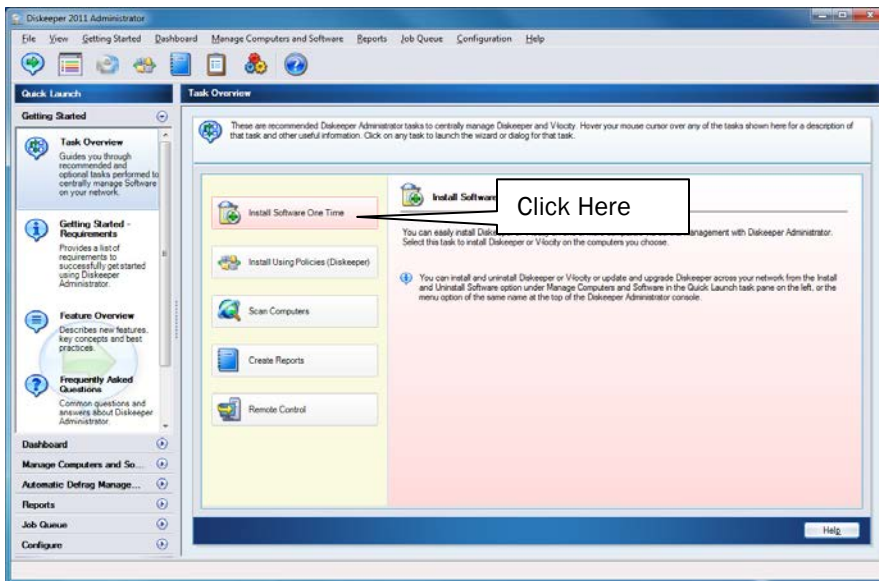 Diskeeper 2011 Administrator
File View Getting Started Dashboard Manage Computers and Software Reports Job Queue Configuration Help
Quick Launch
Getting Started
Task Overview
Guides you through
recommended and
optional tasks performed to
centrally manage Software
on your network.
Getting Started -
Requirements
Provides a list of
requirements to
successfully get started
using Diskeeper
Administrator.
Feature Overview
Describes new features,
key concepts and best
practices.
Frequently Asked
Questions
Common questions and
answers about Diskeeper
Administrator.
Dashboard
Manage Computers and So...
Automatic Defrag Manage...
Reports
Job Queue
Configure
Task Overview
These are recommended Diskeeper Administrator tasks to centrally manage Diskeeper and V-locity. Hover your mouse cursor over any of the tasks shown here for a description of
that task and other useful information. Click on any task to launch the wizard or dialog for that task.
Install Software One Time
Install Using Policies (Diskeeper)
Scan Computers
Create Reports
Remote Control
Install Software
Click Here
You can easily install management with Diskeeper Administrator.
Select this task to install Diskeeper or V-locity on the computers you choose.
You can install and uninstall Diskeeper or V-locity or update and upgrade Diskeeper across your network from the Install
and Uninstall Software option under Manage Computers and Software in the Quick Launch task pane on the left, or the
menu option of the same name at the top of the Diskeeper Administrator console.
Help